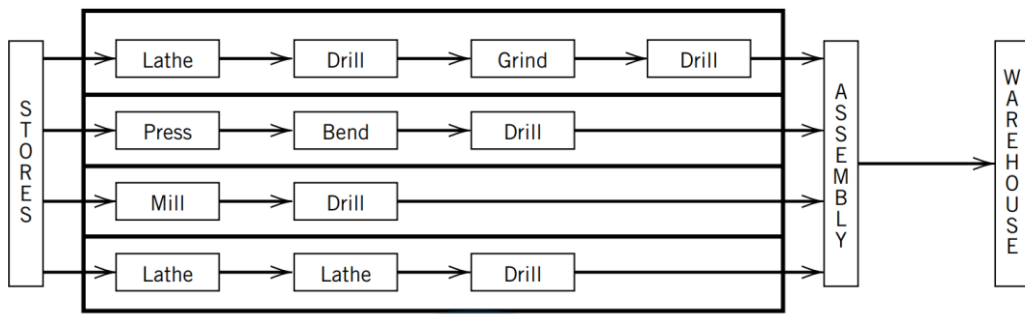 STORES
Lathe
Drill
Grind
Drill
Press
Bend
Drill
Mill
Drill
Lathe
Lathe
Drill
ASSEMBLY
WAREHOUSE